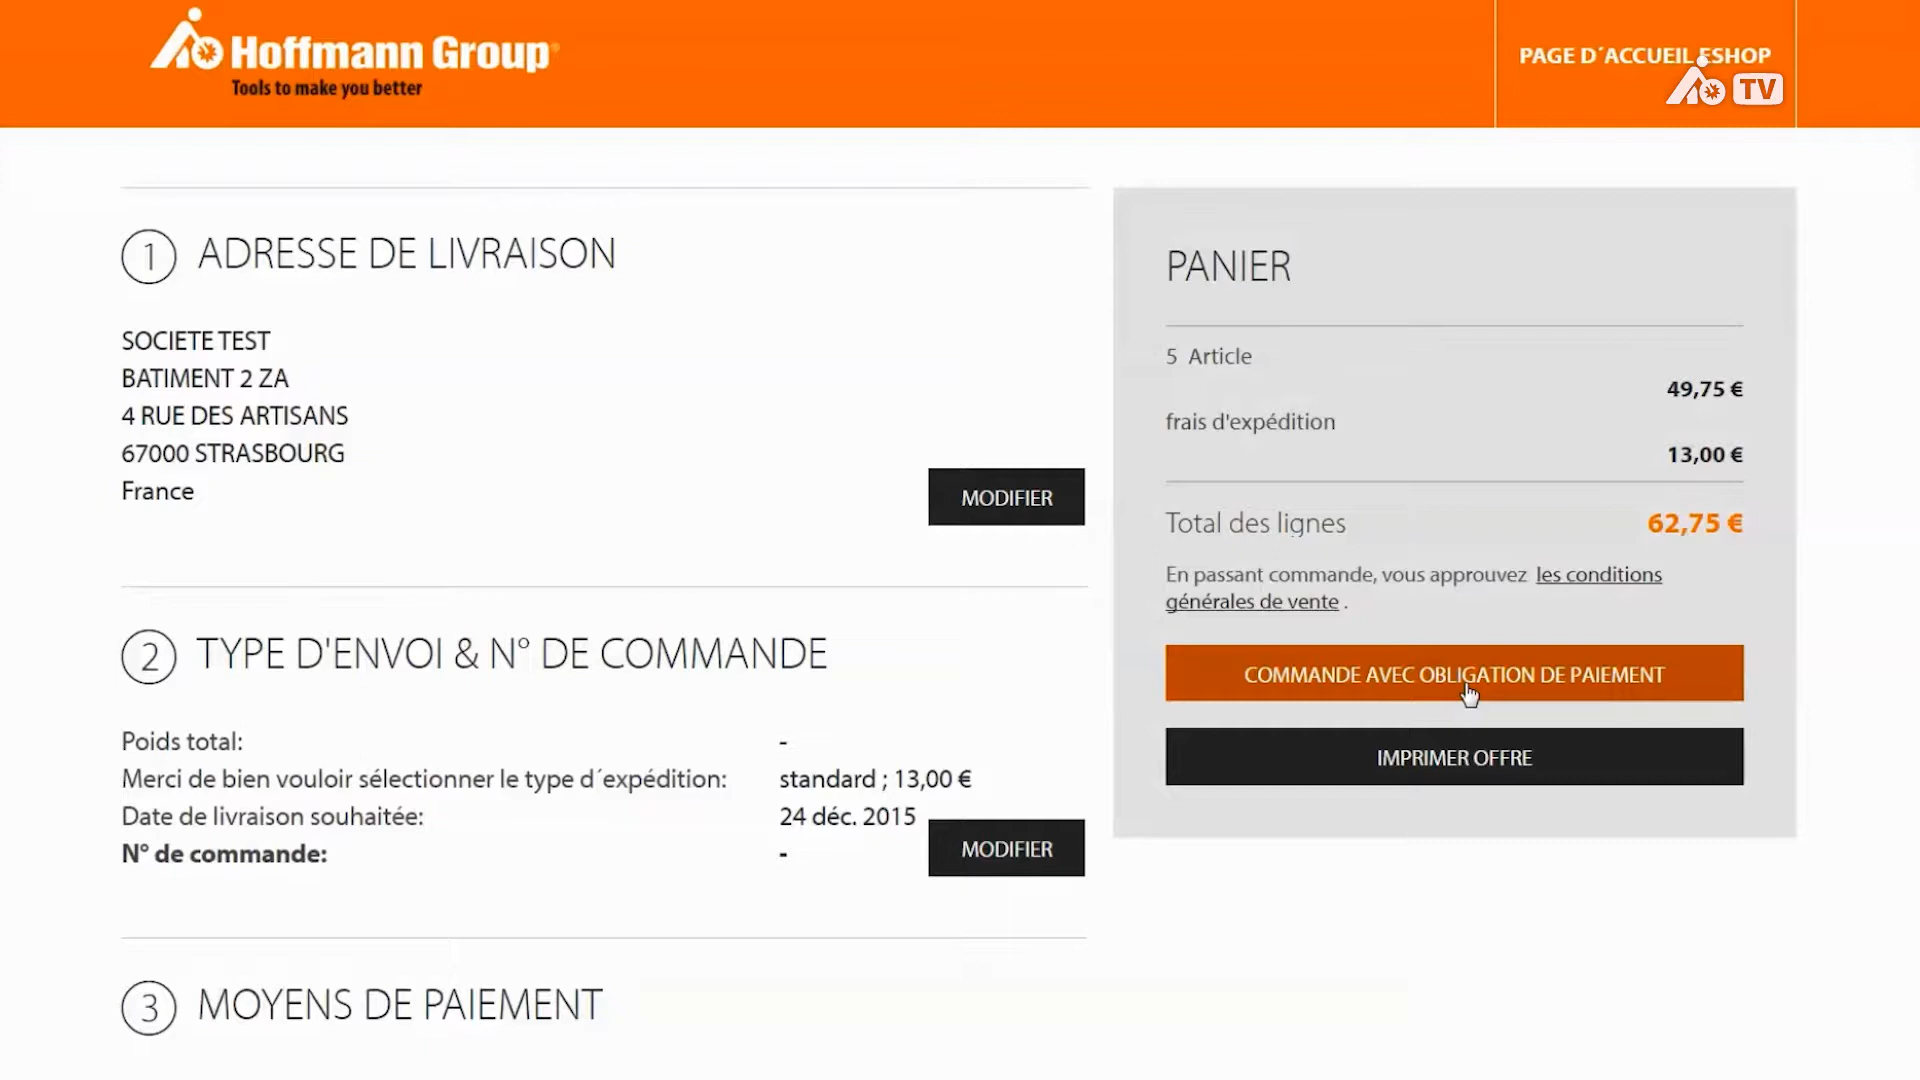 Hoffmann Group
Tools to make you better
PAGE D´ACCUEIL ESHOP
TV
1 ADRESSE DE LIVRAISON
SOCIETE TEST
BATIMENT 2 ZA
4 RUE DES ARTISANS
67000 STRASBOURG
France
MODIFIER
2 TYPE D'ENVOI & N° DE COMMANDE
Poids total: -
Merci de bien vouloir sélectionner le type d´expédition: standard ; 13,00 €
Date de livraison souhaitée: 24 déc. 2015
N° de commande: -
MODIFIER
3 MOYENS DE PAIEMENT
PANIER
5 Article
49,75 €
frais d'expédition
13,00 €
Total des lignes 62,75 €
En passant commande, vous approuvez les conditions
générales de vente .
COMMANDE AVEC OBLIGATION DE PAIEMENT
IMPRIMER OFFRE